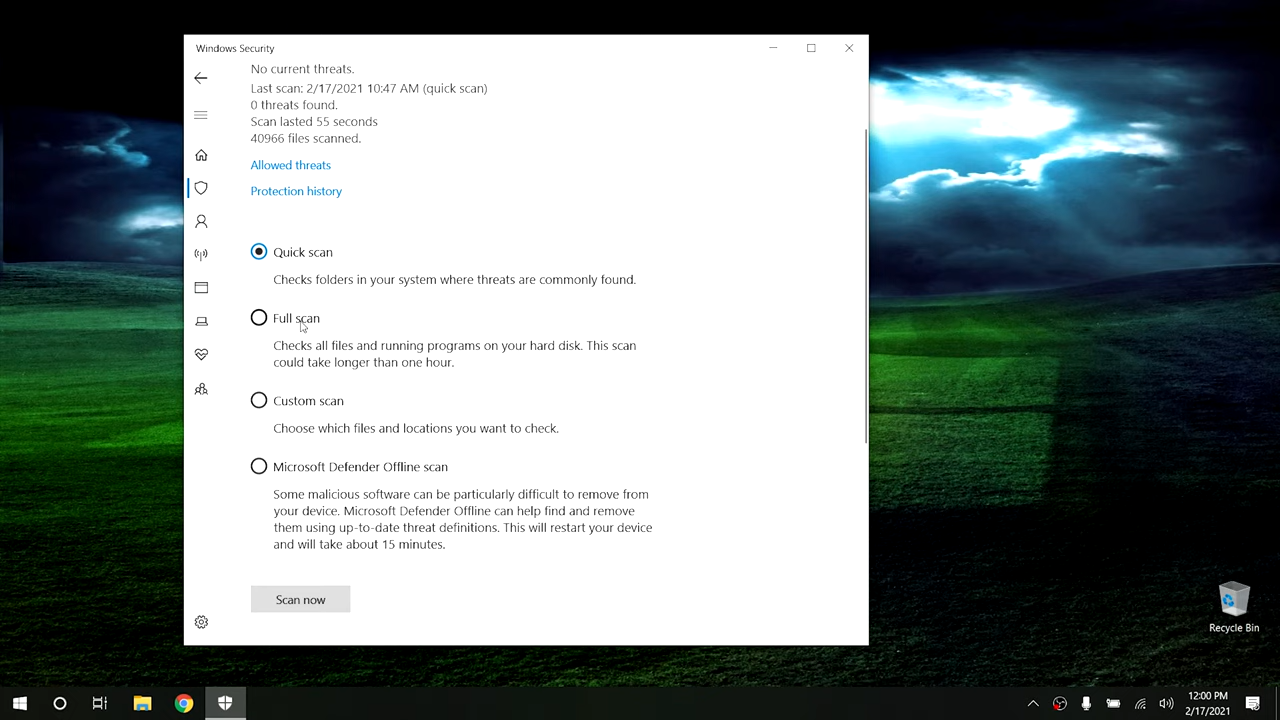 Windows Security
No current threats.
Last scan: 2/17/2021 10:47 AM (quick scan)
0 threats found.
Scan lasted 55 seconds
40966 files scanned.
Allowed threats
Protection history
Quick scan
Checks folders in your system where threats are commonly found.
Full scan
Checks all files and running programs on your hard disk. This scan
could take longer than one hour.
Custom scan
Choose which files and locations you want to check.
Microsoft Defender Offline scan
Some malicious software can be particularly difficult to remove from
your device. Microsoft Defender Offline can help find and remove
them using up-to-date threat definitions. This will restart your device
and will take about 15 minutes.
Scan now
Recycle Bin
12:00 PM
2/17/2021